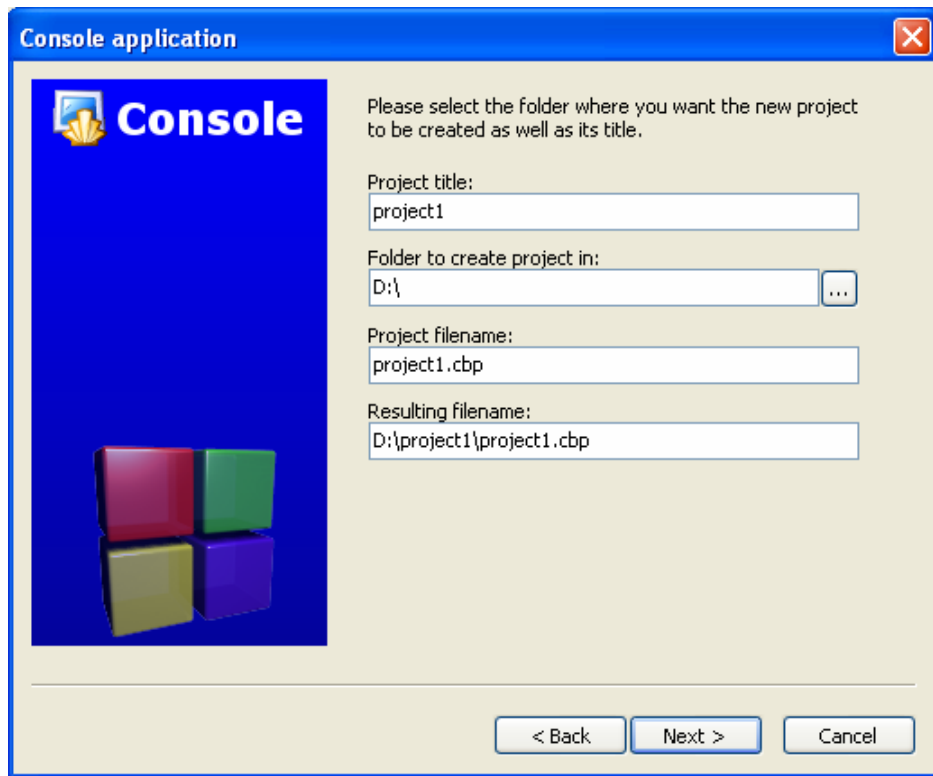 Console application
Console
Please select the folder where you want the new project
to be created as well as its title.
Project title:
project1
Folder to create project in:
D:\
...
Project filename:
project1.cbp
Resulting filename:
D:\project1\project1.cbp
< Back
Next >
Cancel